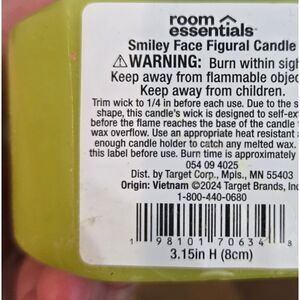 room
essentials™
Smiley Face Figural Candle
⚠WARNING: Burn within sigh
Keep away from flammable objec
Keep away from children.
Trim wick to 1/4 in before each use. Due to the s
shape, this candle's wick is designed to self-ext
before the flame reaches the base of the candle
wax overflow. Use an appropriate heat resistant
enough candle holder to catch any melted wax.
this label before use. Burn time is approximately
054 09 4025
Dist. by Target Corp., Mpls., MN 55403
Origin: Vietnam ©2024 Target Brands, Inc
1-800-440-0680
1 98101 70634 8
3.15in H (8cm)